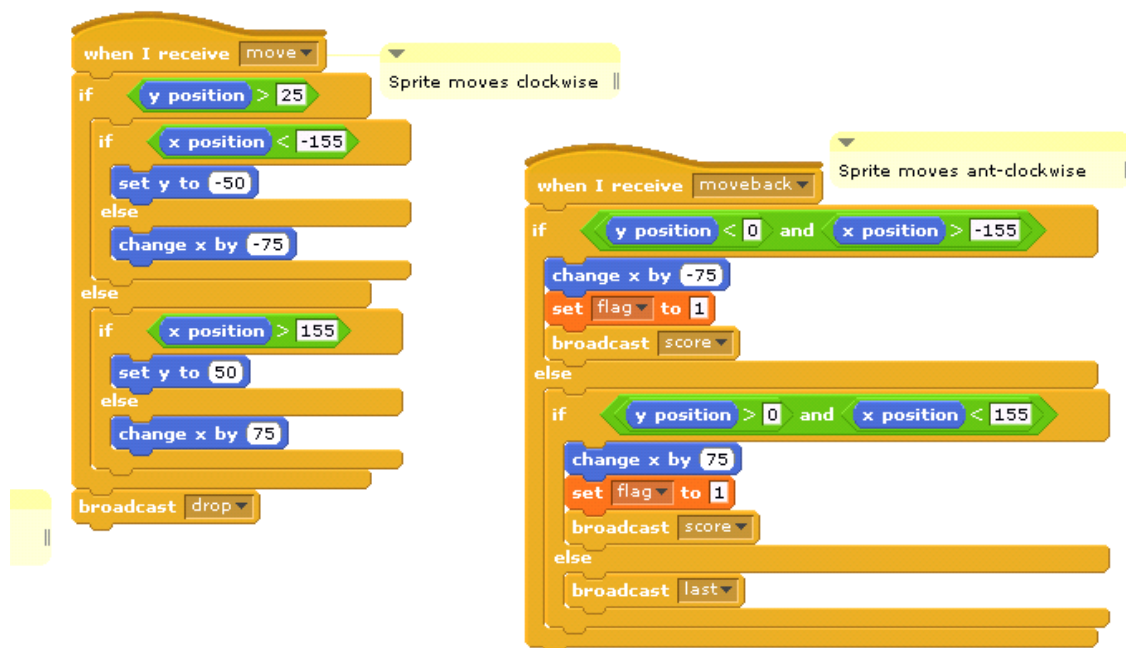 when I receive move
Sprite moves clockwise
if y position > 25
if x position < -155
set y to -50
else
change x by -75
else
if x position > 155
set y to 50
else
change x by 75
broadcast drop
Sprite moves ant-clockwise
when I receive moveback
if y position < 0 and x position > -155
change x by -75
set flag to 1
broadcast score
else
if y position > 0 and x position < 155
change x by 75
set flag to 1
broadcast score
else
broadcast last